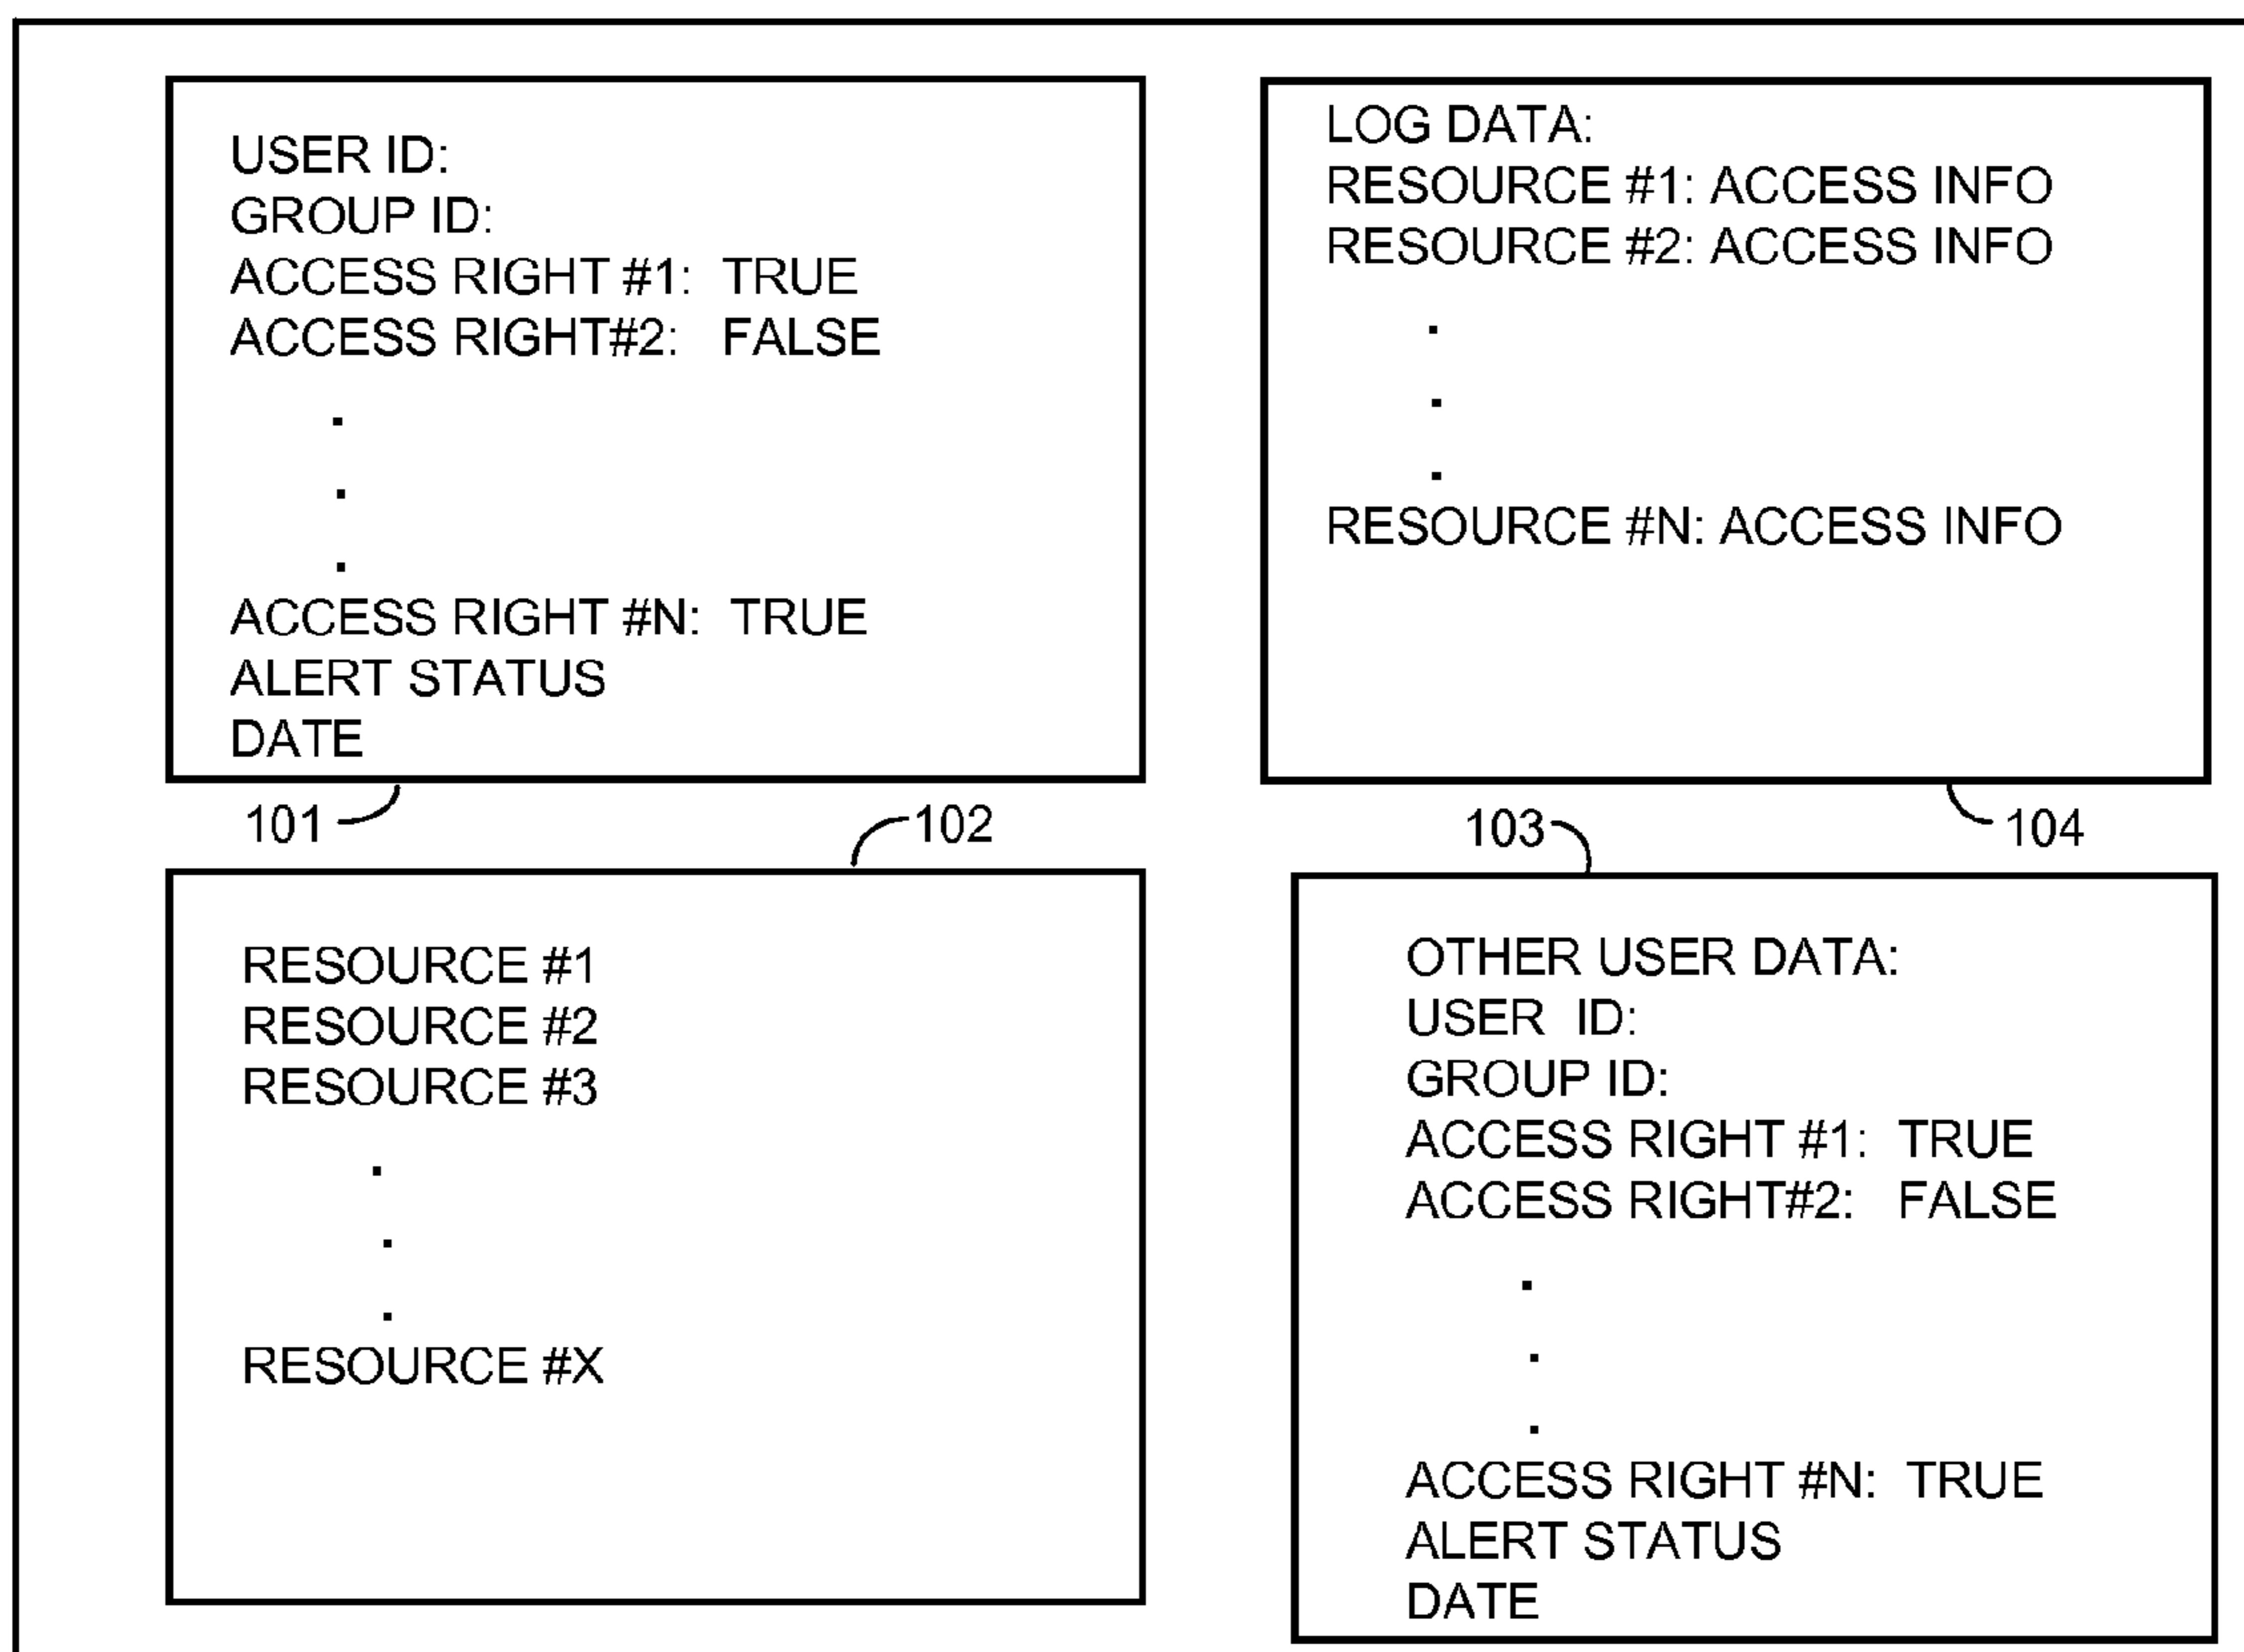 USER ID:
GROUP ID:
ACCESS RIGHT #1: TRUE
ACCESS RIGHT#2: FALSE
.
.
.
ACCESS RIGHT #N: TRUE
ALERT STATUS
DATE
101
LOG DATA:
RESOURCE #1: ACCESS INFO
RESOURCE #2: ACCESS INFO
.
.
.
RESOURCE #N: ACCESS INFO
104
102
RESOURCE #1
RESOURCE #2
RESOURCE #3
.
.
.
RESOURCE #X
103
OTHER USER DATA:
USER ID:
GROUP ID:
ACCESS RIGHT #1: TRUE
ACCESS RIGHT#2: FALSE
.
.
.
ACCESS RIGHT #N: TRUE
ALERT STATUS
DATE